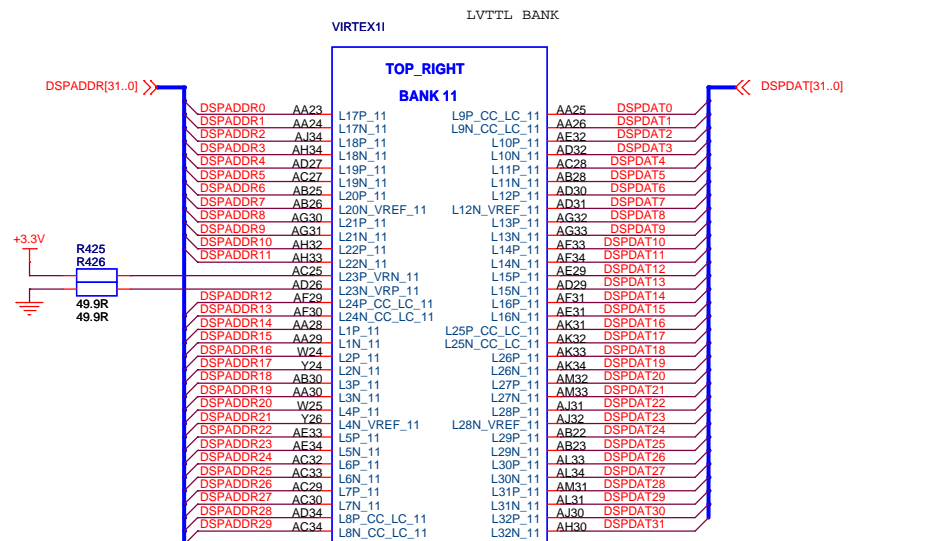 LVTTL BANK
VIRTEX1I
TOP_RIGHT
BANK 11
DSPADDR[31..0]
DSPDAT[31..0]
DSPADDR0 AA23 L17P_11 L9P_CC_LC_11 AA25 DSPDAT0
DSPADDR1 AA24 L17N_11 L9N_CC_LC_11 AA26 DSPDAT1
DSPADDR2 AJ34 L18P_11 L10P_11 AE32 DSPDAT2
DSPADDR3 AH34 L18N_11 L10N_11 AD32 DSPDAT3
DSPADDR4 AD27 L19P_11 L11P_11 AC28 DSPDAT4
DSPADDR5 AC27 L19N_11 L11N_11 AB28 DSPDAT5
DSPADDR6 AB25 L20P_11 L12P_11 AD30 DSPDAT6
DSPADDR7 AB26 L20N_VREF_11 L12N_VREF_11 AD31 DSPDAT7
DSPADDR8 AG30 L21P_11 L13P_11 AG32 DSPDAT8
DSPADDR9 AG31 L21N_11 L13N_11 AG33 DSPDAT9
DSPADDR10 AH32 L22P_11 L14P_11 AF33 DSPDAT10
DSPADDR11 AH33 L22N_11 L14N_11 AF34 DSPDAT11
+3.3V
R425
R426
AC25 L23P_VRN_11 L15P_11 AE29 DSPDAT12
AD26 L23N_VRP_11 L15N_11 AD29 DSPDAT13
49.9R
49.9R
DSPADDR12 AF29 L24P_CC_LC_11 L16P_11 AF31 DSPDAT14
DSPADDR13 AF30 L24N_CC_LC_11 L16N_11 AE31 DSPDAT15
DSPADDR14 AA28 L1P_11 L25P_CC_LC_11 AK31 DSPDAT16
DSPADDR15 AA29 L1N_11 L25N_CC_LC_11 AK32 DSPDAT17
DSPADDR16 W24 L2P_11 L26P_11 AK33 DSPDAT18
DSPADDR17 Y24 L2N_11 L26N_11 AK34 DSPDAT19
DSPADDR18 AB30 L3P_11 L27P_11 AM32 DSPDAT20
DSPADDR19 AA30 L3N_11 L27N_11 AM33 DSPDAT21
DSPADDR20 W25 L4P_11 L28P_11 AJ31 DSPDAT22
DSPADDR21 Y26 L4N_VREF_11 L28N_VREF_11 AJ32 DSPDAT23
DSPADDR22 AE33 L5P_11 L29P_11 AB22 DSPDAT24
DSPADDR23 AE34 L5N_11 L29N_11 AB23 DSPDAT25
DSPADDR24 AC32 L6P_11 L30P_11 AL33 DSPDAT26
DSPADDR25 AC33 L6N_11 L30N_11 AL34 DSPDAT27
DSPADDR26 AC29 L7P_11 L31P_11 AM31 DSPDAT28
DSPADDR27 AC30 L7N_11 L31N_11 AL31 DSPDAT29
DSPADDR28 AD34 L8P_CC_LC_11 L32P_11 AJ30 DSPDAT30
DSPADDR29 AC34 L8N_CC_LC_11 L32N_11 AH30 DSPDAT31